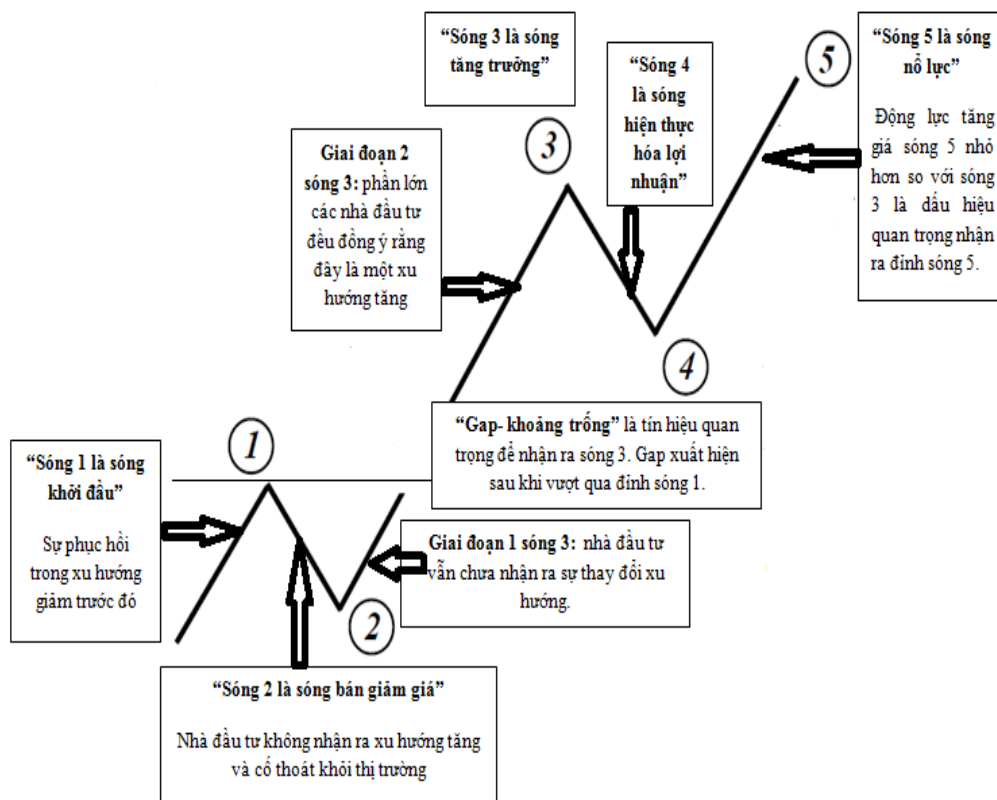 “Sóng 3 là sóng
tăng trưởng”
“Sóng 4
là sóng
hiện thực
hóa lợi
nhuận”
5
“Sóng 5 là sóng
nổ lực”
Động lực tăng
giá sóng 5 nhỏ
hơn so với sóng
3 là dấu hiệu
quan trọng nhận
ra đỉnh sóng 5.
Giai đoạn 2
sóng 3: phần lớn
các nhà đầu tư
đều đồng ý rằng
đây là một xu
hướng tăng
3
4
“Gap- khoảng trống” là tín hiệu quan
trọng để nhận ra sóng 3. Gap xuất hiện
sau khi vượt qua đỉnh sóng 1.
1
“Sóng 1 là sóng
khởi đầu”
Sự phục hồi
trong xu hướng
giảm trước đó
Giai đoạn 1 sóng 3: nhà đầu tư
vẫn chưa nhận ra sự thay đổi xu
hướng.
2
“Sóng 2 là sóng bán giảm giá”
Nhà đầu tư không nhận ra xu hướng tăng
và cố thoát khỏi thị trường